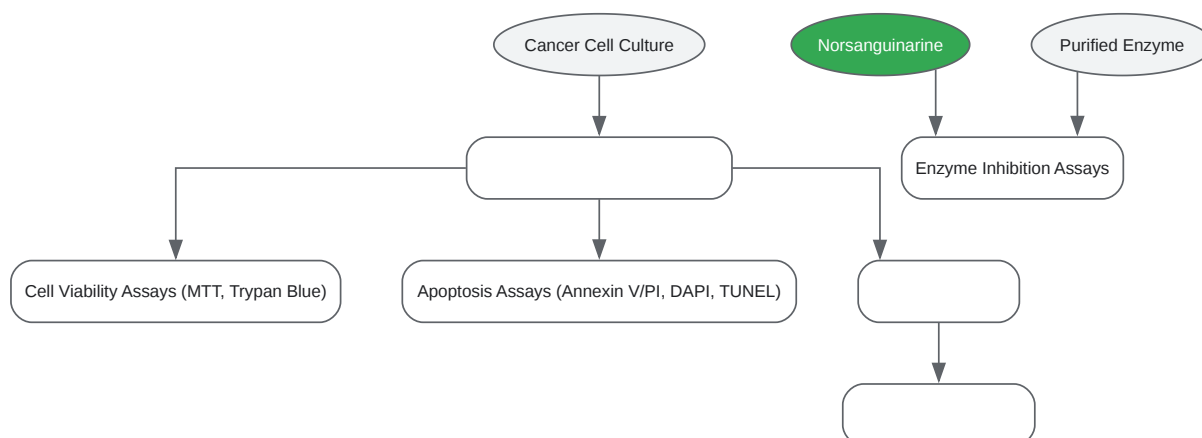 Cancer Cell Culture
Norsanguinarine
Purified Enzyme
Enzyme Inhibition Assays
Cell Viability Assays (MTT, Trypan Blue)
Apoptosis Assays (Annexin V/PI, DAPI, TUNEL)